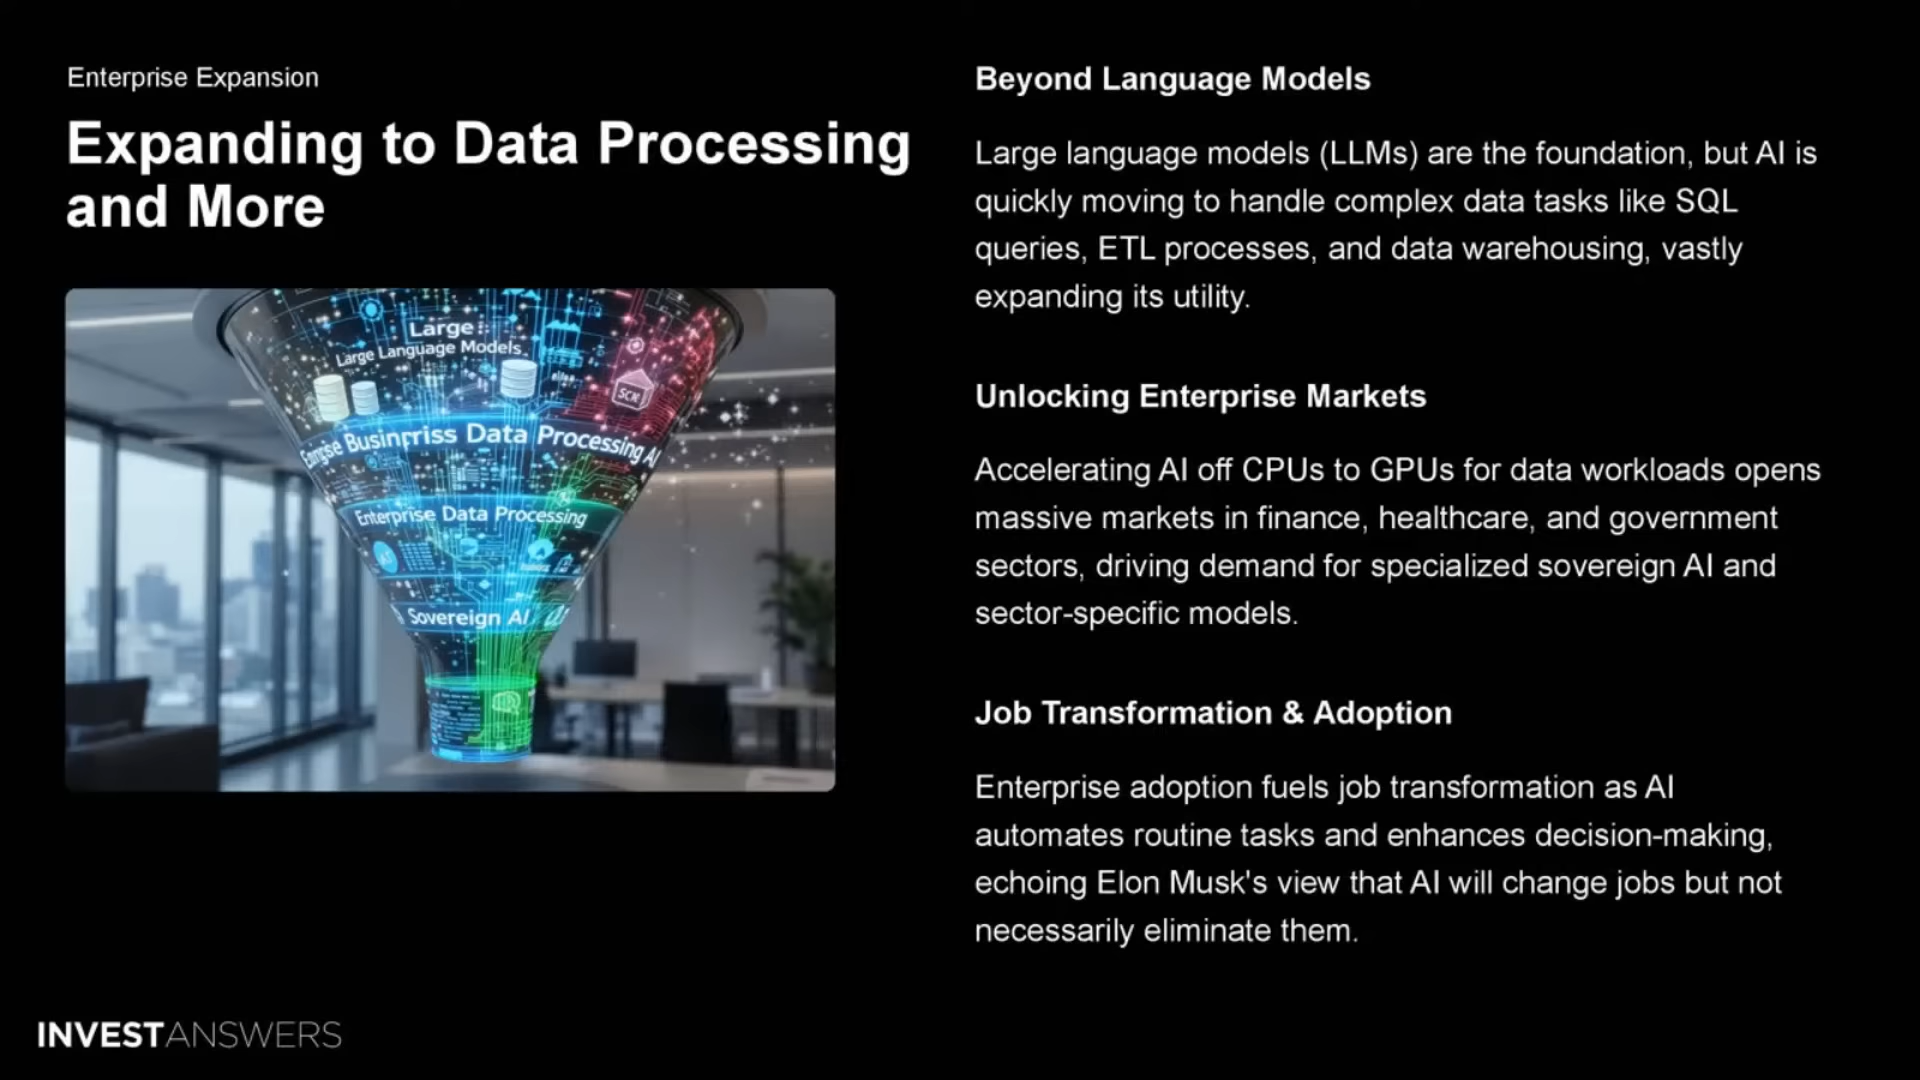 Enterprise Expansion
Expanding to Data Processing
and More
Large
Large Language Models
SCK
Businpriss Data Processing AI
Enterprise Data Processing
Sovereign AI
INVESTANSWERS
Beyond Language Models
Large language models (LLMs) are the foundation, but AI is
quickly moving to handle complex data tasks like SQL
queries, ETL processes, and data warehousing, vastly
expanding its utility.
Unlocking Enterprise Markets
Accelerating AI off CPUs to GPUs for data workloads opens
massive markets in finance, healthcare, and government
sectors, driving demand for specialized sovereign AI and
sector-specific models.
Job Transformation & Adoption
Enterprise adoption fuels job transformation as AI
automates routine tasks and enhances decision-making,
echoing Elon Musk's view that AI will change jobs but not
necessarily eliminate them.